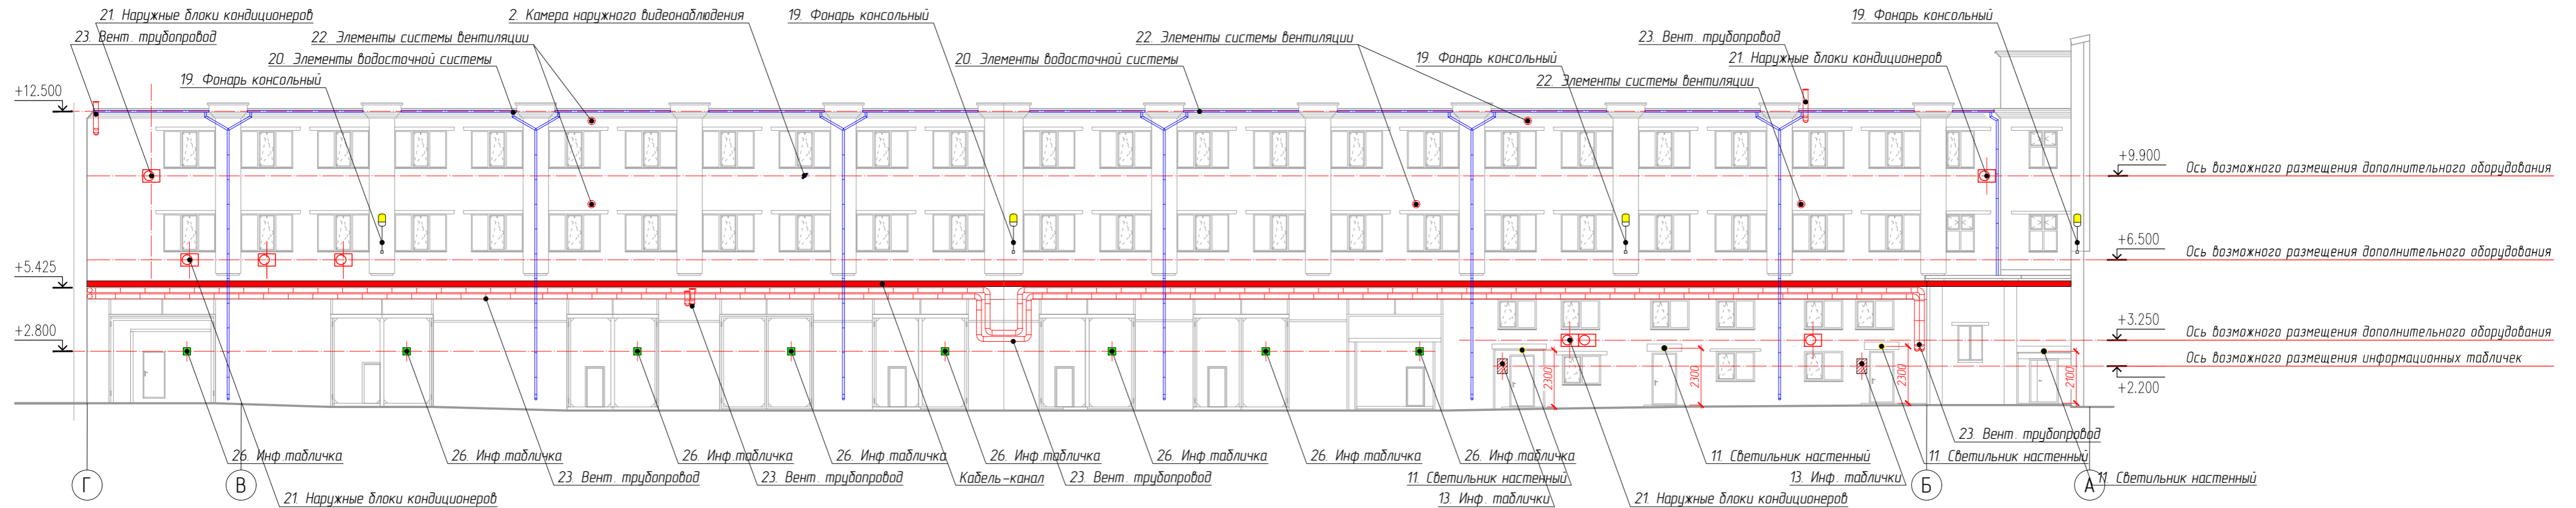 21. Наружные блоки кондиционеров
2. Камера наружного видеонаблюдения
19. Фонарь консольный
19. Фонарь консольный
23. Вент. трубопровод
22. Элементы системы вентиляции
22. Элементы системы вентиляции
23. Вент. трубопровод
20. Элементы водосточной системы
20. Элементы водосточной системы
19. Фонарь консольный
21. Наружные блоки кондиционеров
19. Фонарь консольный
22. Элементы системы вентиляции
+12.500
+9.900
Ось возможного размещения дополнительного оборудования
+6.500
Ось возможного размещения дополнительного оборудования
+5.425
+3.250
Ось возможного размещения дополнительного оборудования
+2.800
Ось возможного размещения информационных табличек
+2.200
2300
2300
2300
2100
23. Вент. трубопровод
26. Инф.табличка
26. Инф.табличка
26. Инф.табличка
26. Инф.табличка
26. Инф.табличка
26. Инф.табличка
26. Инф.табличка
26. Инф.табличка
11. Светильник настенный
11. Светильник настенный
23. Вент. трубопровод
23. Вент. трубопровод
Кабель-канал
23. Вент. трубопровод
11. Светильник настенный
13. Инф. таблички
11. Светильник настенный
Г
В
Б
А
21. Наружные блоки кондиционеров
13. Инф. таблички
21. Наружные блоки кондиционеров